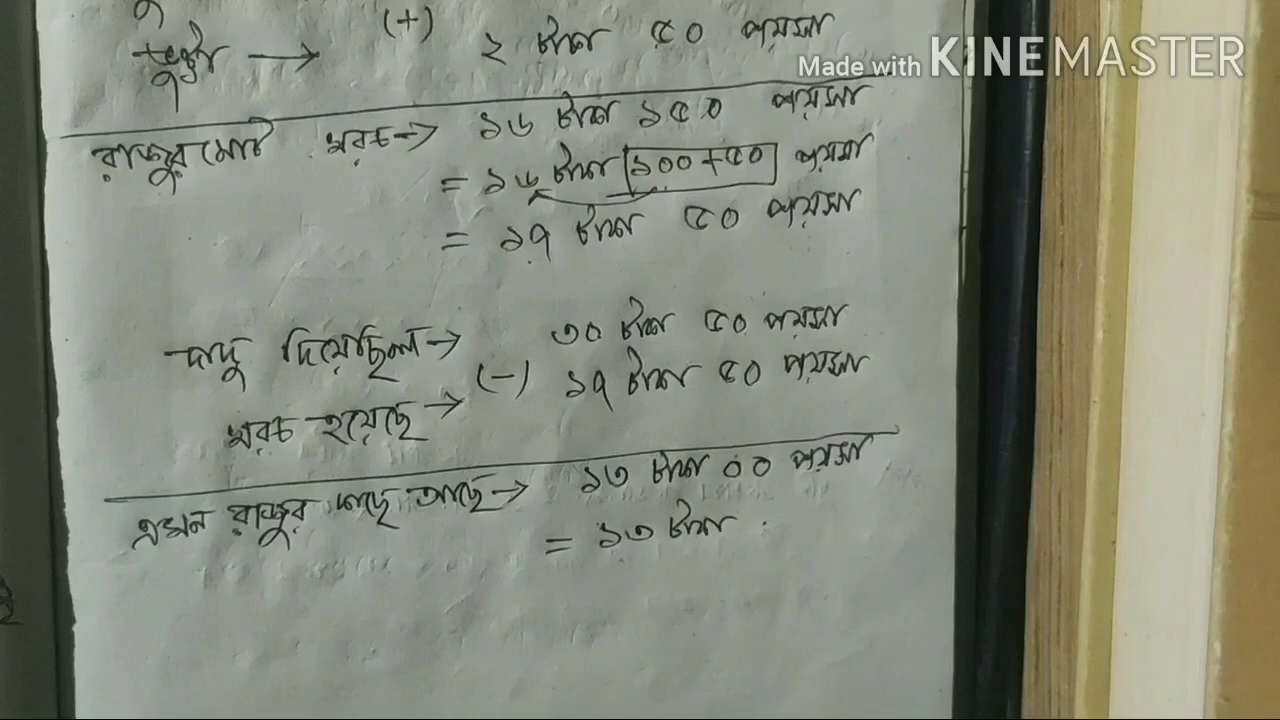 (+) ২ টাকা ৫০ পয়সা
Made with KINEMASTER
রাজুর মোট খরচ → ১৬ টাকা ১৫০ পয়সা
= ১৬ টাকা ১০০+৫০ পয়সা
= ১৭ টাকা ৫০ পয়সা
দাদু দিয়েছিল → ৩০ টাকা ৫০ পয়সা
খরচ হয়েছে → (-) ১৭ টাকা ৫০ পয়সা
এখন রাজুর কাছে আছে → ১৩ টাকা ০০ পয়সা
= ১৩ টাকা.